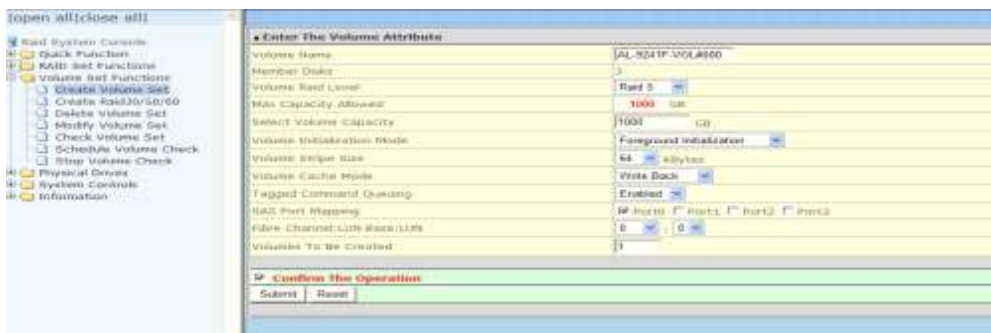 [open all|close all]
Raid System Console
Quick Function
RAID Set Functions
Volume Set Functions
Create Volume Set
Create Raid30/50/60
Delete Volume Set
Modify Volume Set
Check Volume Set
Schedule Volume Check
Stop Volume Check
Physical Drives
System Controls
Information
Enter The Volume Attribute
Volume Name
Member Disks 3
Volume Raid Level Raid 5
Max Capacity Allowed 1000 GB
Select Volume Capacity 1000 GB
Volume Initialization Mode Foreground Initialization
Volume Stripe Size 64 KBytes
Volume Cache Mode Write Back
Tagged Command Queuing Enabled
SAS Port Mapping Port0 Port1 Port2 Port3
Fibre Channel:LUN Base:LUN 0 : 0
Volumes To Be Created 1
Confirm The Operation
Submit Reset